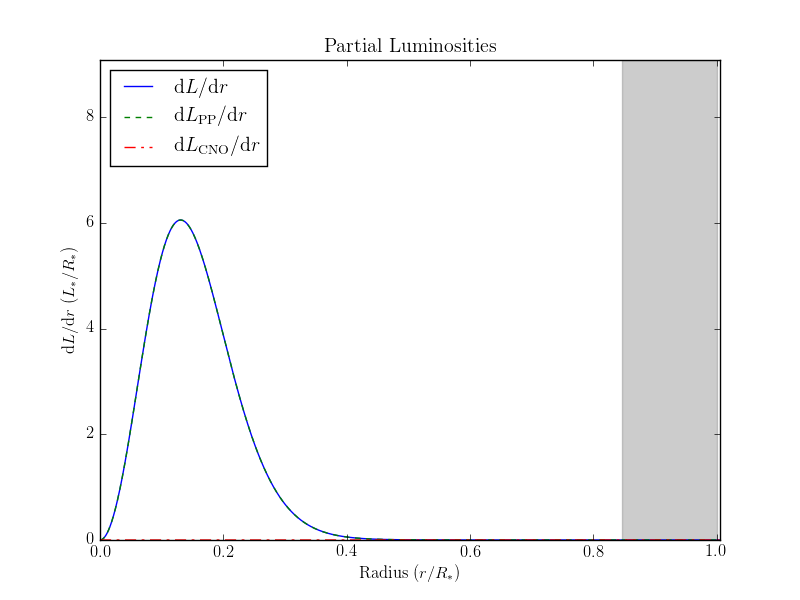 Partial Luminosities
dL/dr
dL_PP/dr
dL_CNO/dr
8
6
4
2
0
dL/dr (L_*/R_*)
0.0 0.2 0.4 0.6 0.8 1.0
Radius (r/R_*)